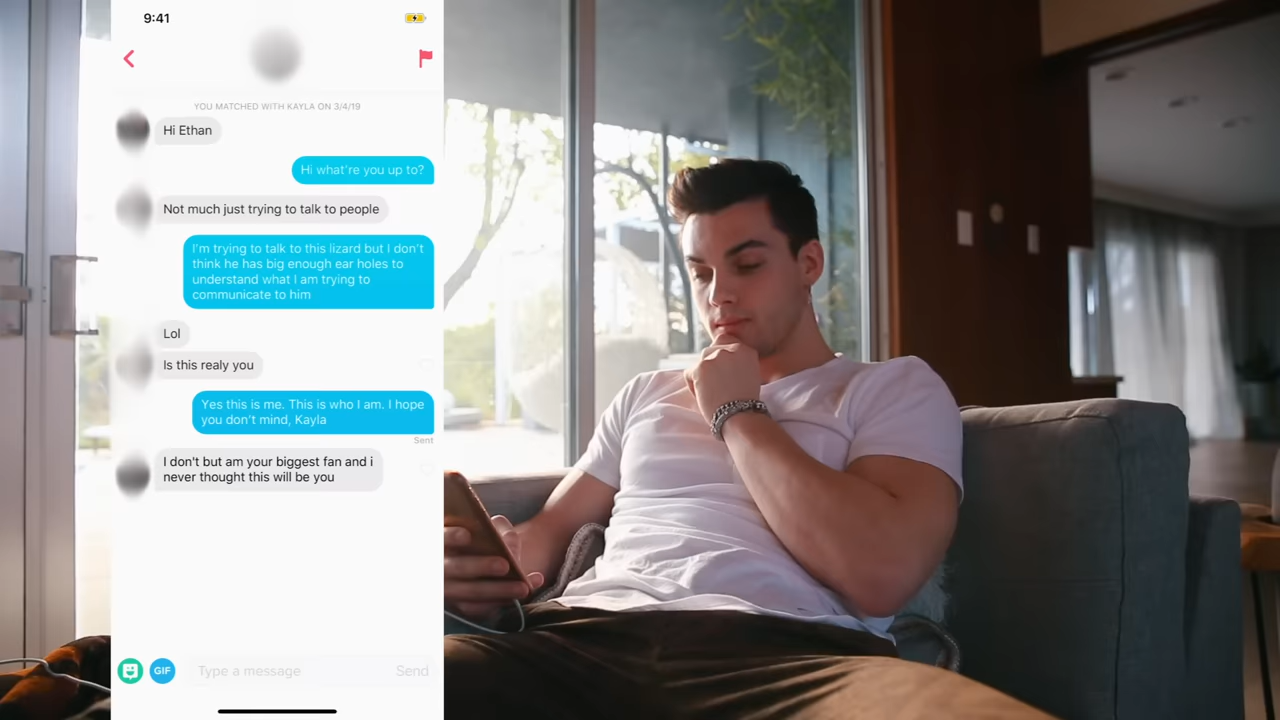 9:41
YOU MATCHED WITH KAYLA ON 3/4/19
Hi Ethan
Hi what're you up to?
Not much just trying to talk to people
I'm trying to talk to this lizard but I don't
think he has big enough ear holes to
understand what I am trying to
communicate to him
Lol
Is this realy you
Yes this is me. This is who I am. I hope
you don't mind, Kayla
Sent
I don't but am your biggest fan and i
never thought this will be you
GIF
Type a message
Send